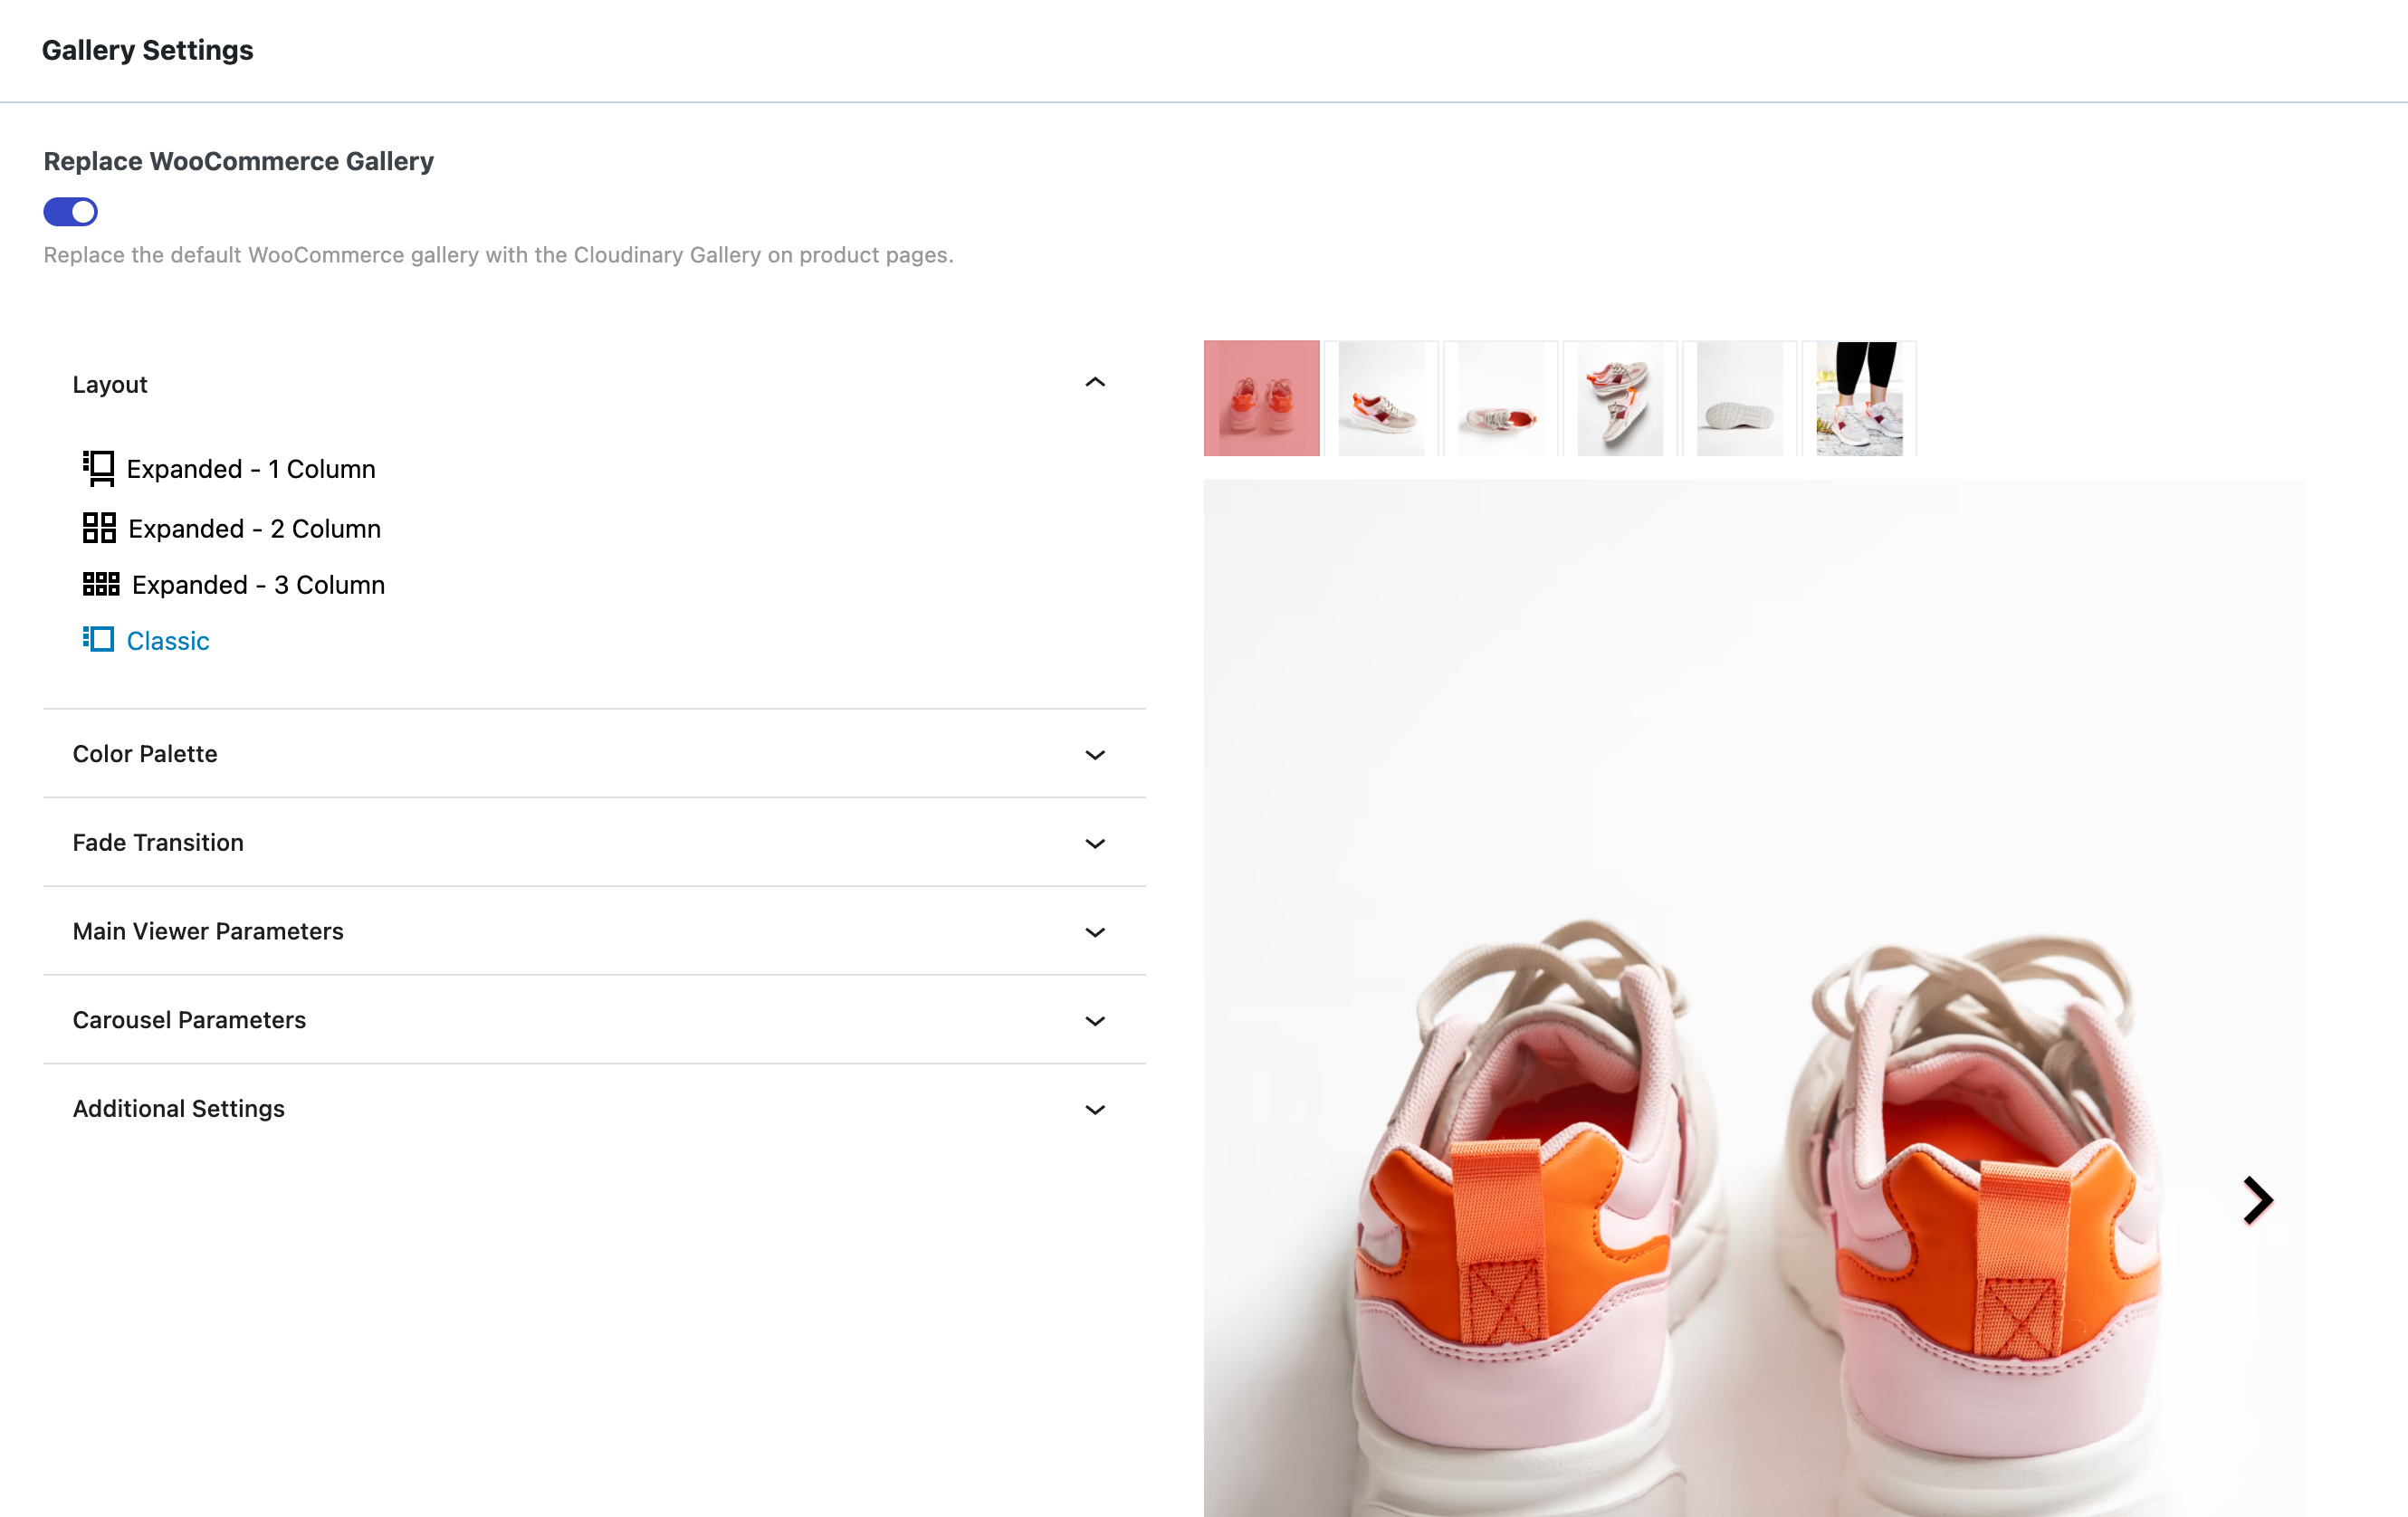 Gallery Settings
Replace WooCommerce Gallery
Replace the default WooCommerce gallery with the Cloudinary Gallery on product pages.
Layout
Expanded - 1 Column
Expanded - 2 Column
Expanded - 3 Column
Classic
Color Palette
Fade Transition
Main Viewer Parameters
Carousel Parameters
Additional Settings